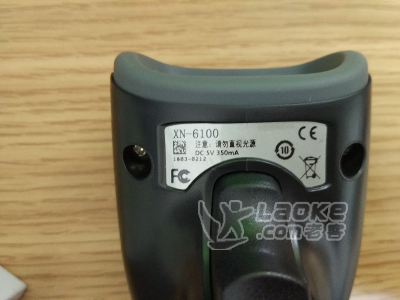 XN-6100
注意：请勿直视光源
DC 5V 350mA
1603-0212
FC
CE
10
LAOKE
.com老客